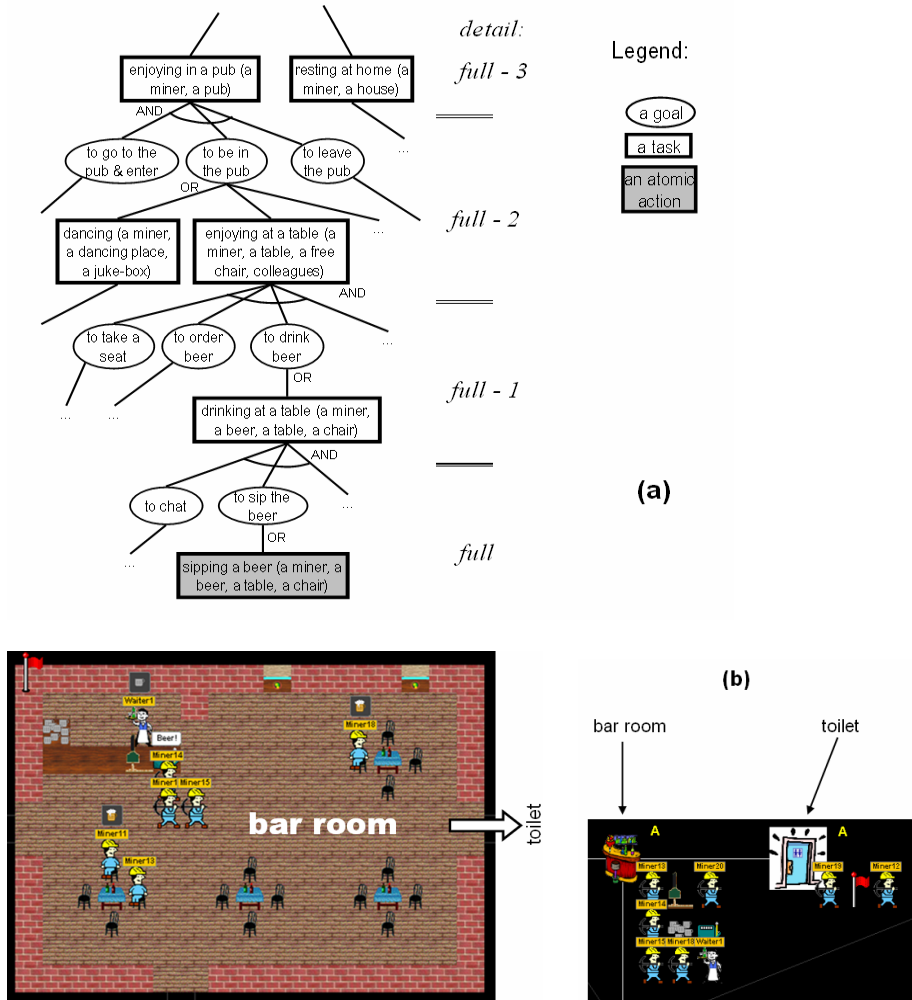 detail:
Legend:
enjoying in a pub (a
miner, a pub)
resting at home (a
miner, a house)
full - 3
AND
a goal
a task
an atomic
action
to go to the
pub & enter
to be in
the pub
to leave
the pub
...
OR
dancing (a miner,
a dancing place,
a juke-box)
enjoying at a table (a
miner, a table, a free
chair, colleagues)
...
full - 2
AND
to take a
seat
to order
beer
to drink
beer
...
...
...
OR
full - 1
drinking at a table (a miner,
a beer, a table, a chair)
AND
to chat
to sip the
beer
...
(a)
...
OR
sipping a beer (a miner, a
beer, a table, a chair)
full
Waiter1
Beer!
Miner18
Miner14
Miner1
Miner15
Miner11
Miner13
bar room
toilet
(b)
bar room
toilet
A
A
Miner13
Miner20
Miner19
Miner12
Miner14
Miner15
Miner18
Waiter1